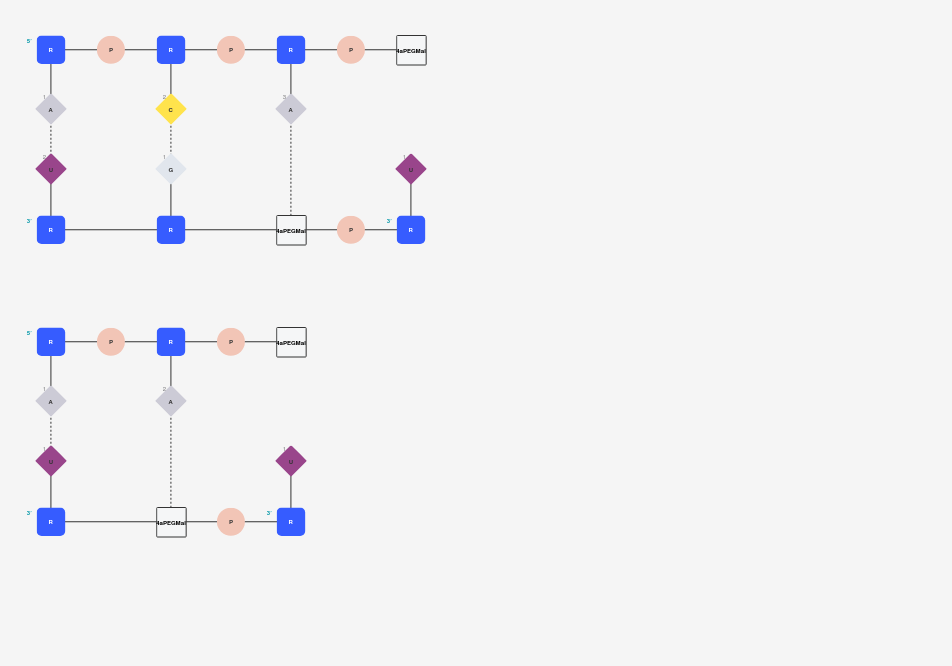 5' R P R P R P 4aPEGMal
1 2 3
A C A
2 1 1
U G U
3' R R 4aPEGMal P 3' R
5' R P R P 4aPEGMal
1 2
A A
1 1
U U
3' R 4aPEGMal P 3' R